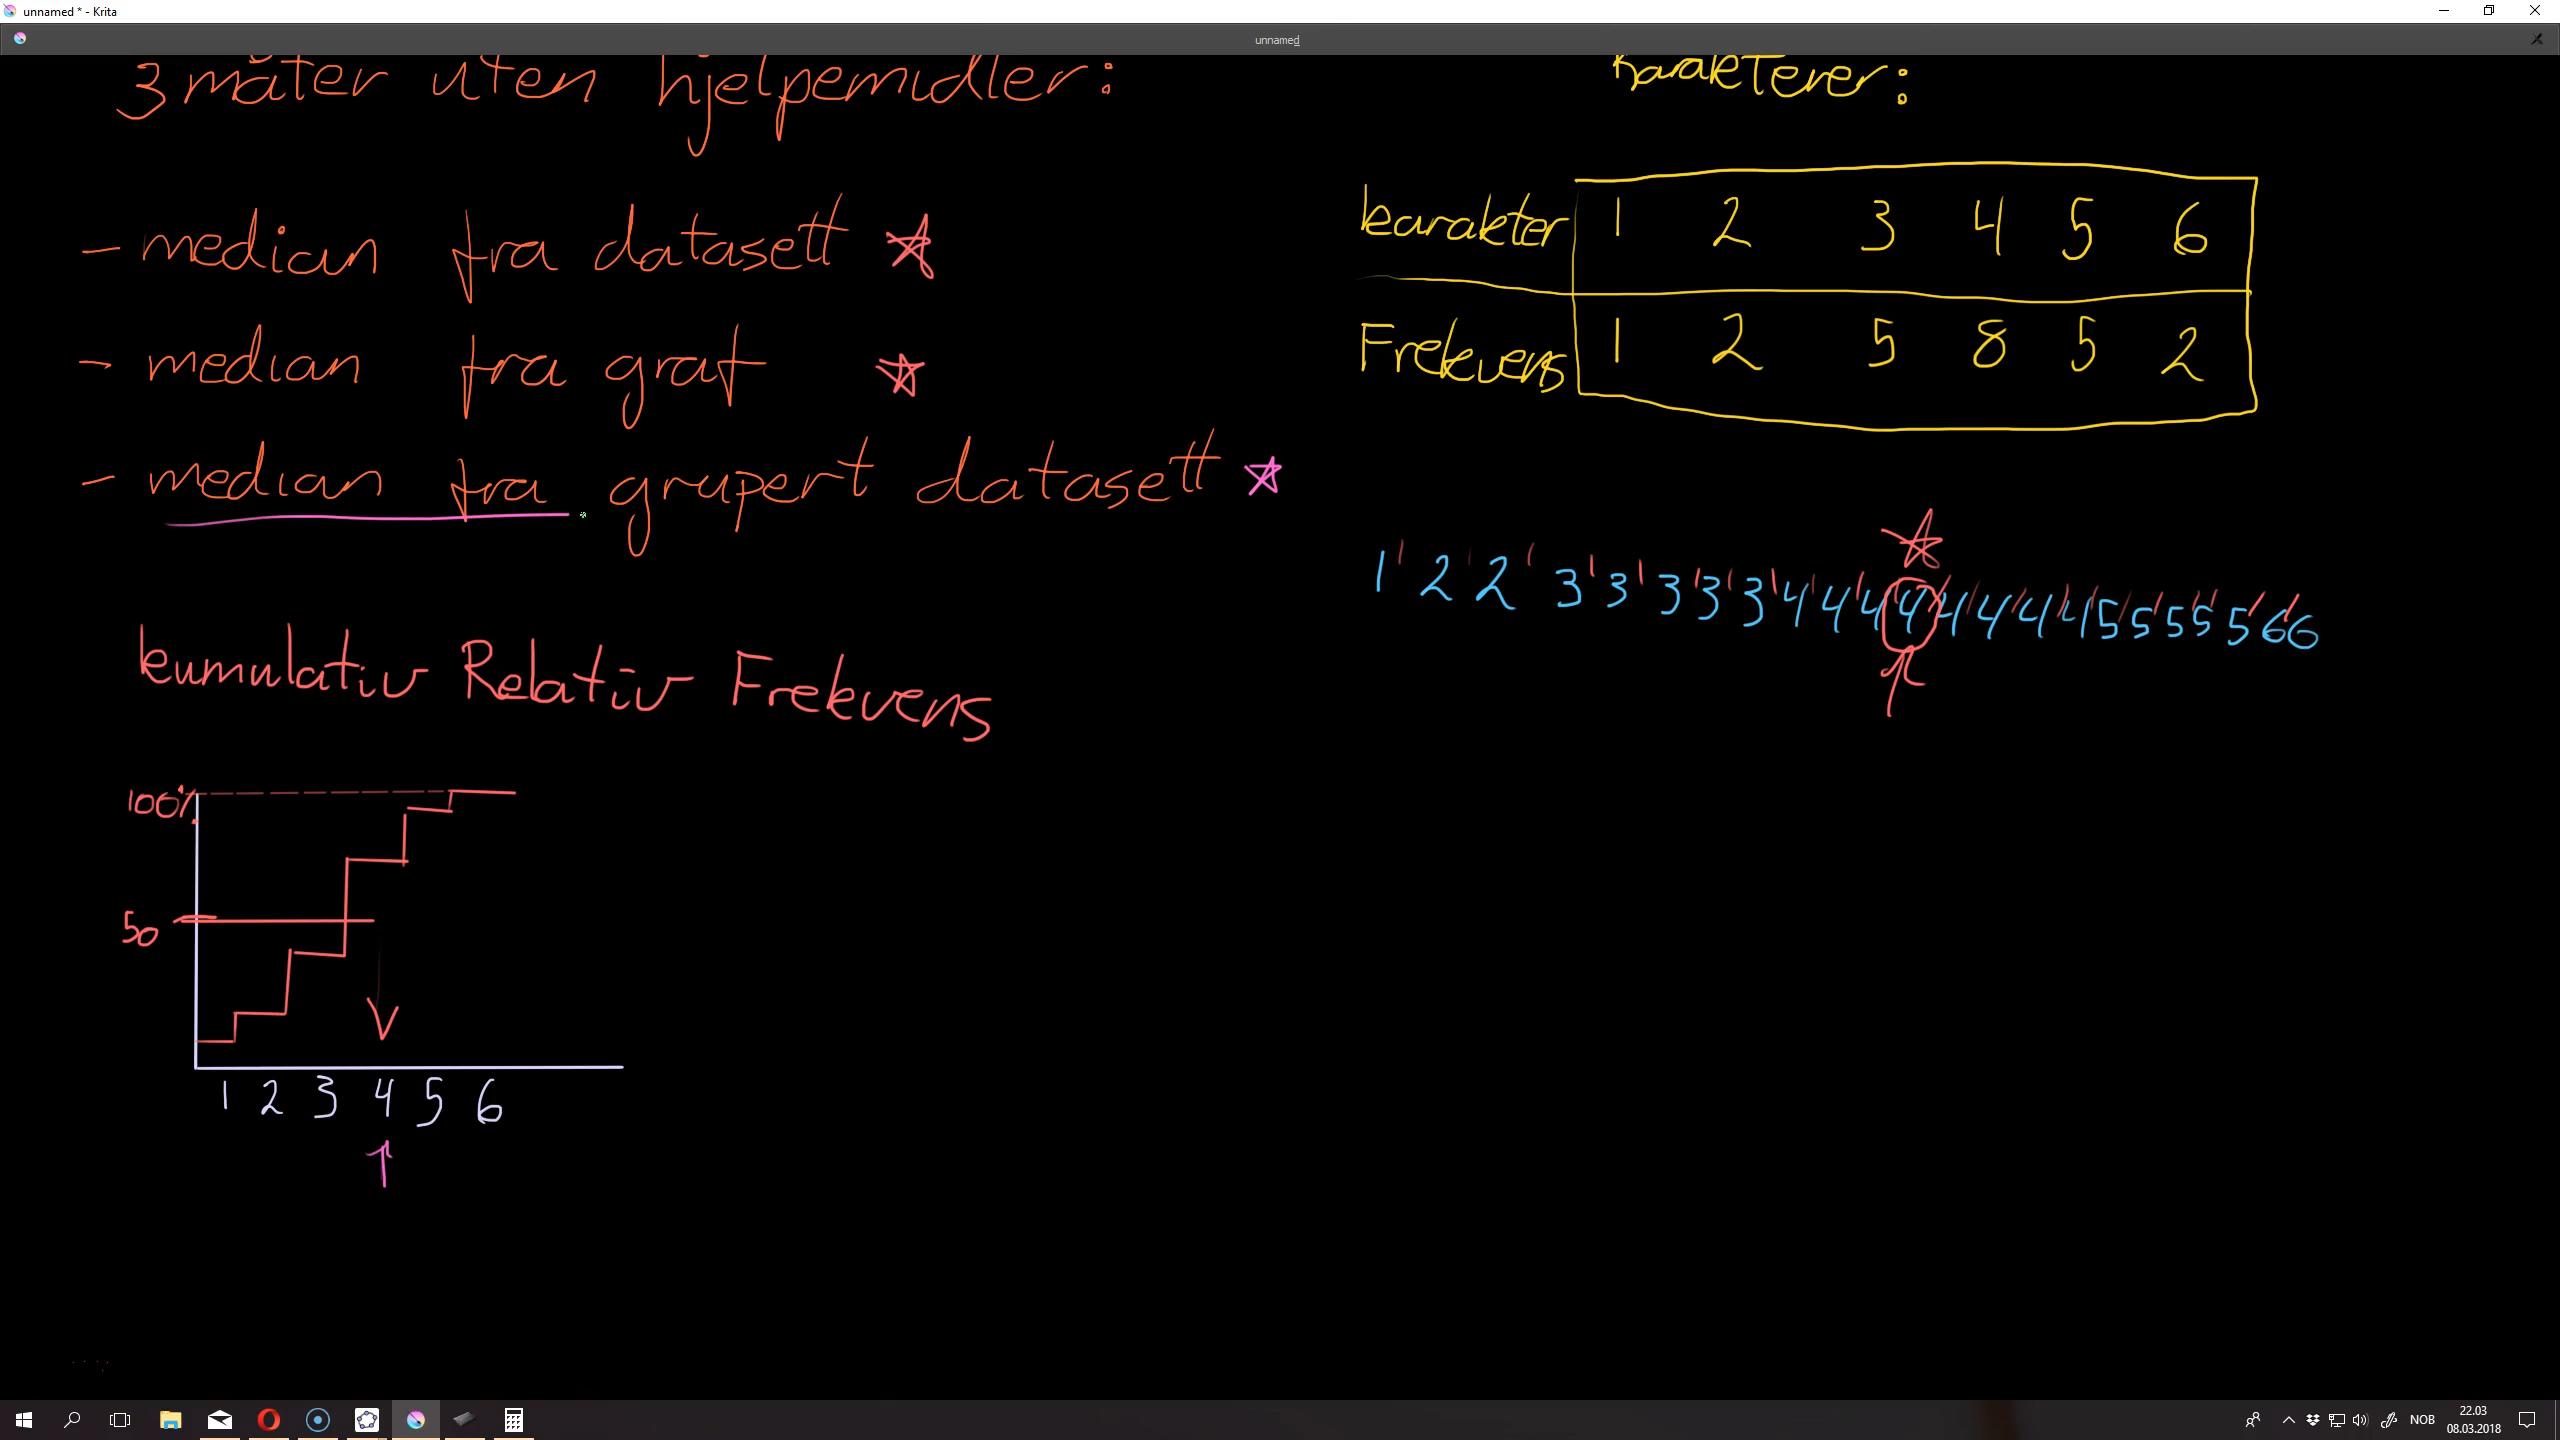 unnamed * - Krita
unnamed
3 måter uten hjelpemidler:
- median fra datasett
- median fra graf
- median fra grupert datasett
kumulativ Relativ Frekvens
100%
50
1 2 3 4 5 6
karakterer:
karakter 1 2 3 4 5 6
Frekvens 1 2 5 8 5 2
1 2 2 3 3 3 3 3 4 4 4 4 4 4 4 4 5 5 5 5 5 6 6
NOB
22.03
08.03.2018